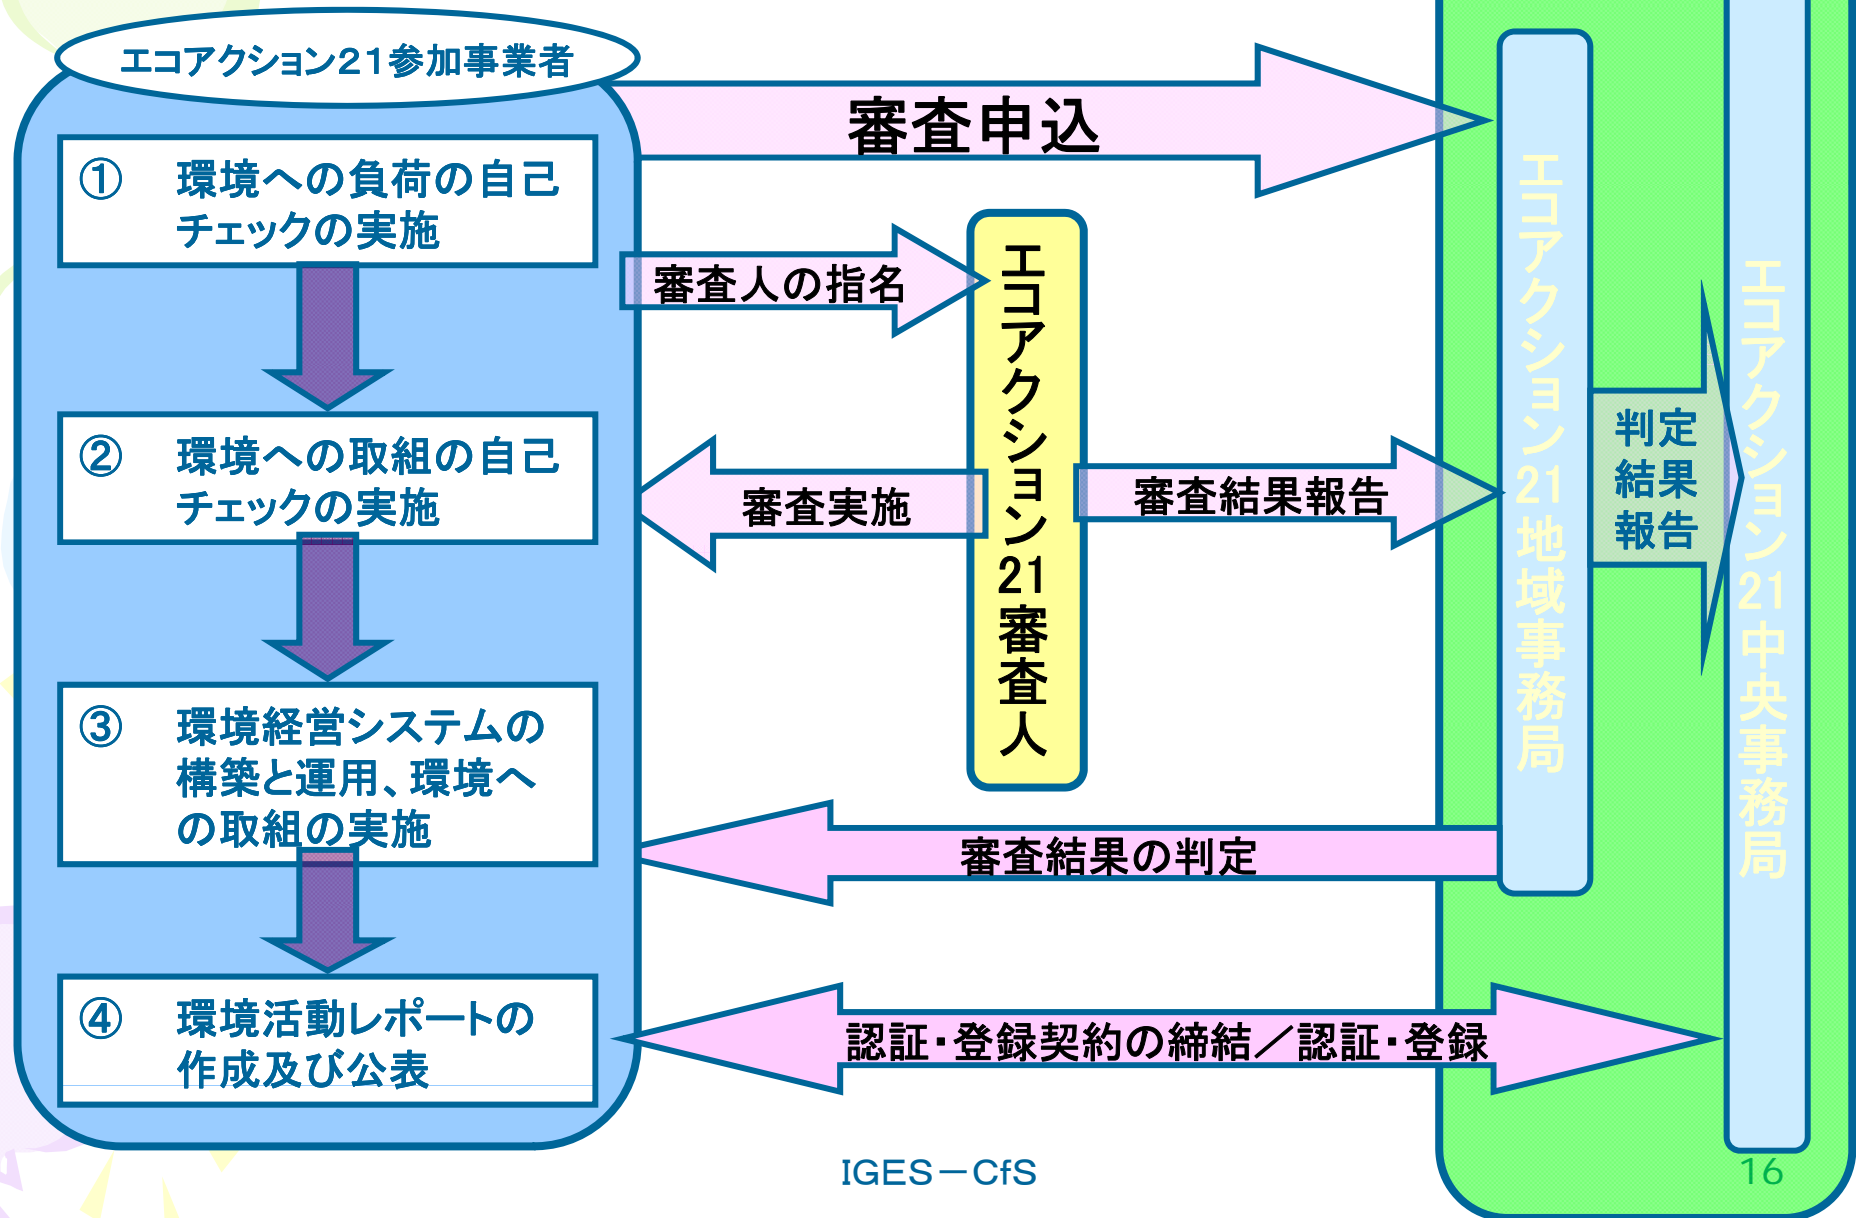 エコアクション２１参加事業者
① 環境への負荷の自己
チェックの実施
② 環境への取組の自己
チェックの実施
③ 環境経営システムの
構築と運用、環境へ
の取組の実施
④ 環境活動レポートの
作成及び公表
審査申込
審査人の指名
エコアクション21審査人
審査実施
審査結果報告
審査結果の判定
認証・登録契約の締結／認証・登録
エコアクション21地域事務局
判定
結果
報告
エコアクション21中央事務局
IGES－CfS
16